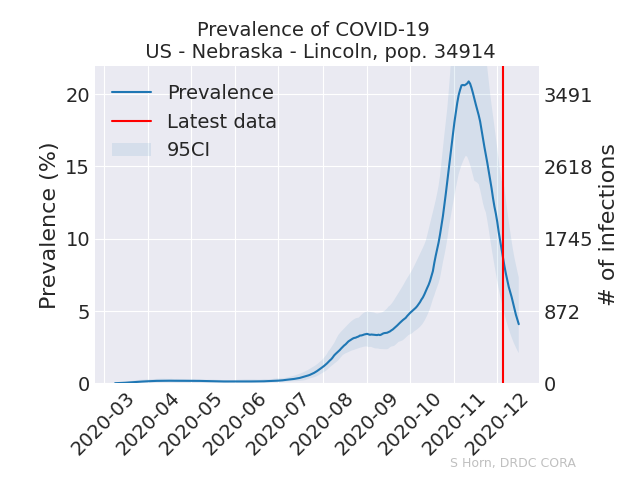 Prevalence of COVID-19
US - Nebraska - Lincoln, pop. 34914
Prevalence
Latest data
95CI
Prevalence (%)
20
15
10
5
0
3491
2618
1745
872
0
# of infections
2020-03
2020-04
2020-05
2020-06
2020-07
2020-08
2020-09
2020-10
2020-11
2020-12
S Horn, DRDC CORA